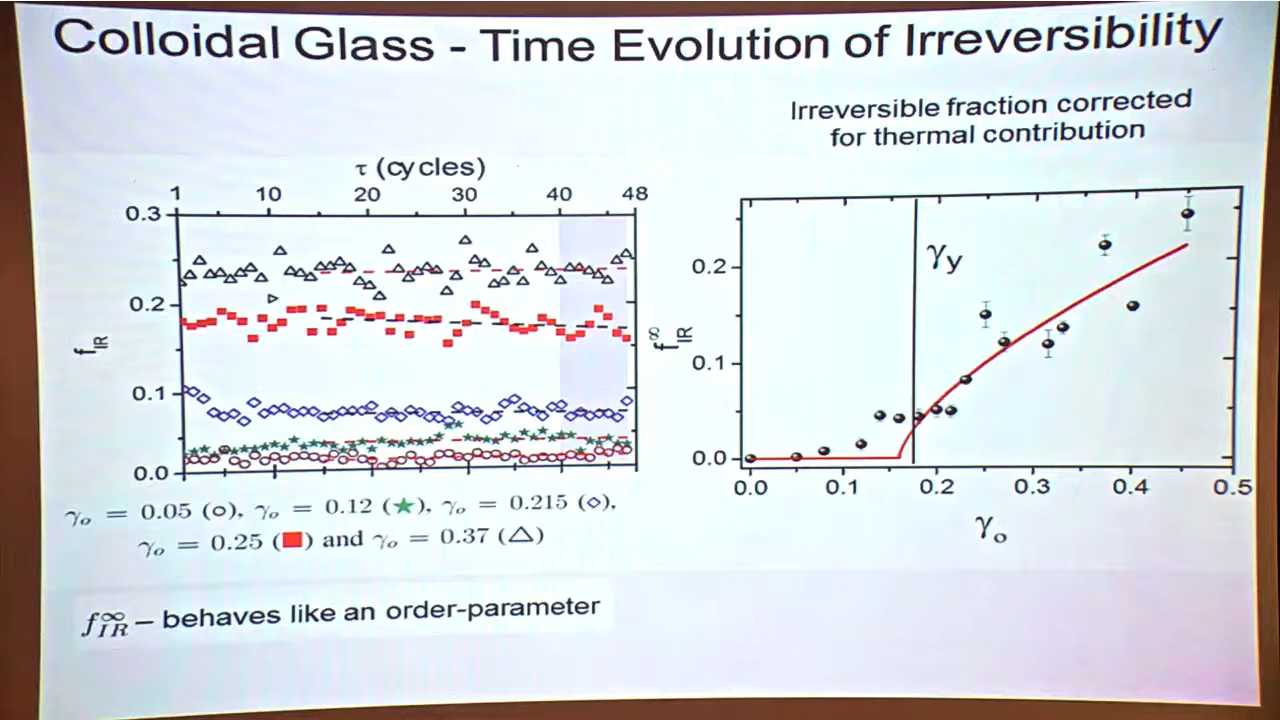 Colloidal Glass - Time Evolution of Irreversibility
Irreversible fraction corrected
for thermal contribution
τ (cycles)
1 10 20 30 40 48
0.3
0.2
0.1
0.0
f_IR
γ_o = 0.05 (○), γ_o = 0.12 (★), γ_o = 0.215 (◇),
γ_o = 0.25 (■) and γ_o = 0.37 (△)
γ_y
0.2
0.1
0.0
f_IR^∞
0.0 0.1 0.2 0.3 0.4 0.5
γ_o
f_IR^∞ – behaves like an order-parameter